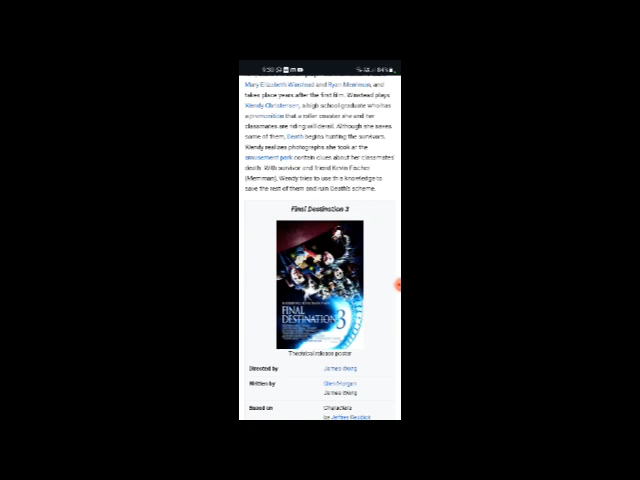 9:50
84%
Mary Elizabeth Winstead and Ryan Merriman, and
takes place years after the first film. Winstead plays
Wendy Christensen, a high school graduate who has
a premonition that a roller coaster she and her
classmates are riding will derail. Although she saves
some of them, Death begins hunting the survivors.
Wendy realizes photographs she took at the
amusement park contain clues about her classmates'
death. With survivor and friend Kevin Fischer
(Merriman), Wendy tries to use this knowledge to
save the rest of them and ruin Death's scheme.
Final Destination 3
FINAL
DESTINATION 3
Theatrical release poster
Directed by James Wong
Written by Glen Morgan
James Wong
Based on Characters
by Jeffrey Reddick